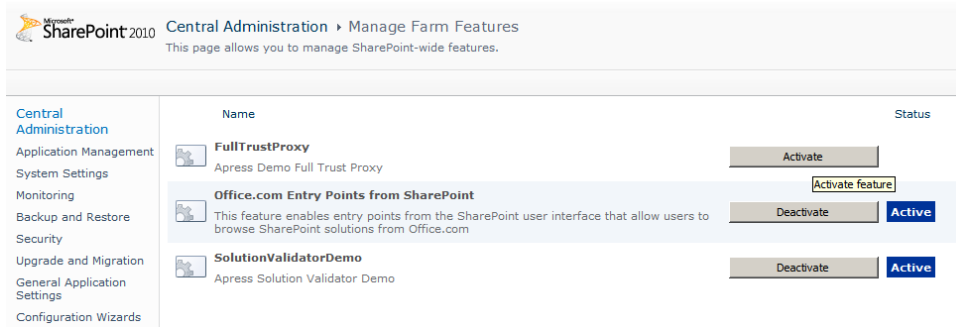 Microsoft
SharePoint 2010
Central Administration ▸ Manage Farm Features
This page allows you to manage SharePoint-wide features.
Central
Administration
Application Management
System Settings
Monitoring
Backup and Restore
Security
Upgrade and Migration
General Application
Settings
Configuration Wizards
Name
Status
FullTrustProxy
Apress Demo Full Trust Proxy
Activate
Activate feature
Office.com Entry Points from SharePoint
This feature enables entry points from the SharePoint user interface that allow users to
browse SharePoint solutions from Office.com
Deactivate
Active
SolutionValidatorDemo
Apress Solution Validator Demo
Deactivate
Active